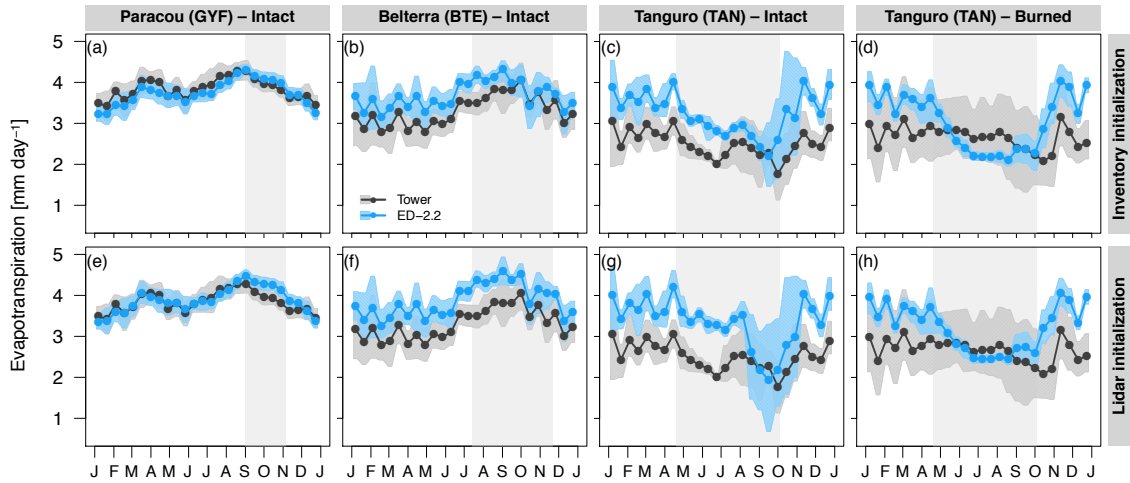 Paracou (GYF) – Intact
Belterra (BTE) – Intact
Tanguro (TAN) – Intact
Tanguro (TAN) – Burned
Evapotranspiration [mm day⁻¹]
5
4
3
2
1
(a)
(b)
Tower
ED−2.2
(c)
(d)
Inventory initialization
5
4
3
2
1
(e)
(f)
(g)
(h)
Lidar initialization
J F M A M J J A S O N D J
J F M A M J J A S O N D J
J F M A M J J A S O N D J
J F M A M J J A S O N D J